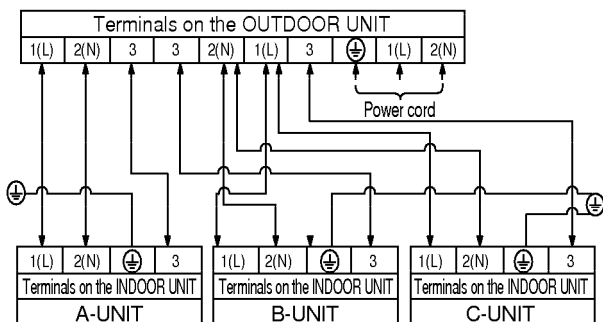 Terminals on the OUTDOOR UNIT
1(L) 2(N) 3 3 2(N) 1(L) 3 1(L) 2(N)
Power cord
1(L) 2(N) 3 1(L) 2(N) 3 1(L) 2(N) 3
Terminals on the INDOOR UNIT Terminals on the INDOOR UNIT Terminals on the INDOOR UNIT
A-UNIT B-UNIT C-UNIT